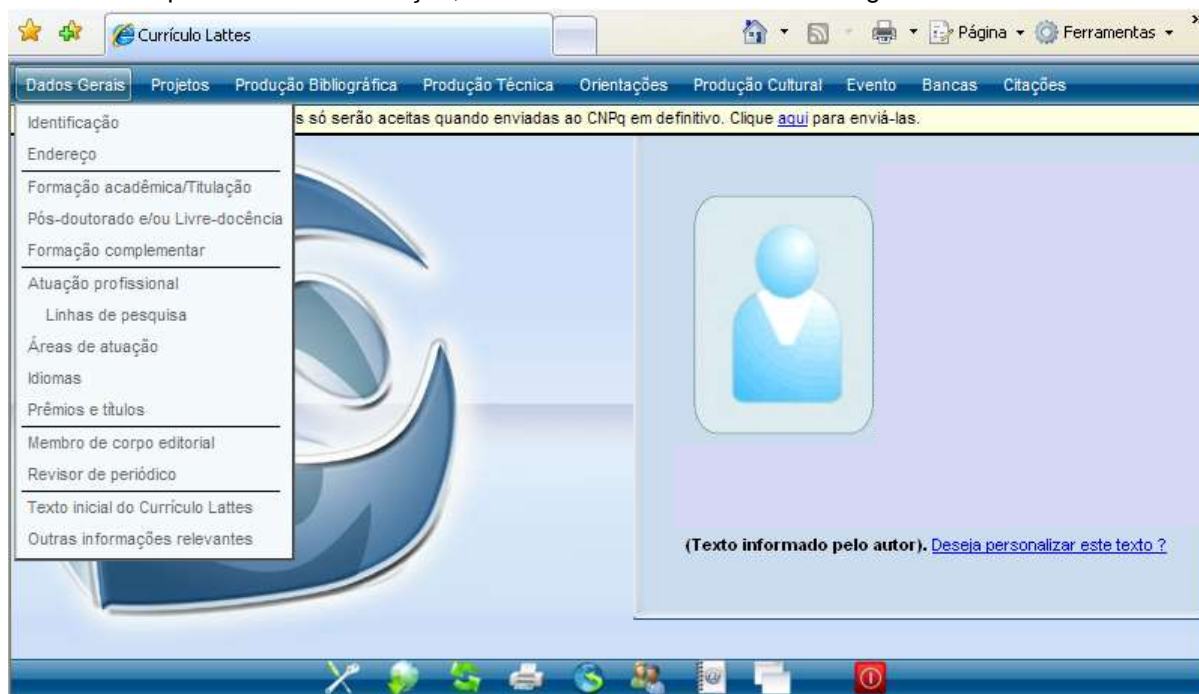 Currículo Lattes
Página
Ferramentas
Dados Gerais Projetos Produção Bibliográfica Produção Técnica Orientações Produção Cultural Evento Bancas Citações
s só serão aceitas quando enviadas ao CNPq em definitivo. Clique aqui para enviá-las.
Identificação
Endereço
Formação acadêmica/Titulação
Pós-doutorado e/ou Livre-docência
Formação complementar
Atuação profissional
Linhas de pesquisa
Áreas de atuação
Idiomas
Prêmios e títulos
Membro de corpo editorial
Revisor de periódico
Texto inicial do Currículo Lattes
Outras informações relevantes
(Texto informado pelo autor). Deseja personalizar este texto ?